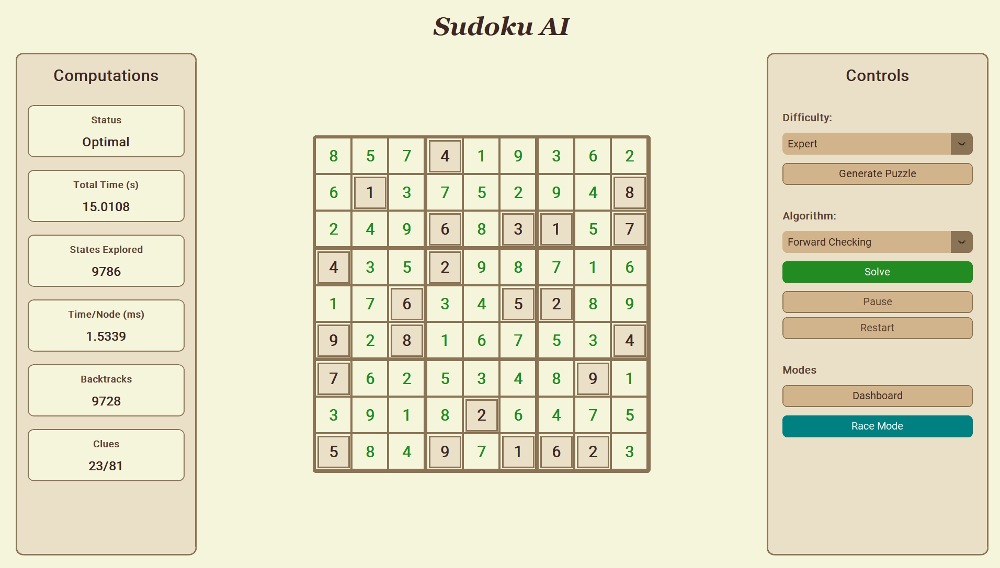 Sudoku AI
Computations
Status
Optimal
Total Time (s)
15.0108
States Explored
9786
Time/Node (ms)
1.5339
Backtracks
9728
Clues
23/81
8 5 7 4 1 9 3 6 2
6 1 3 7 5 2 9 4 8
2 4 9 6 8 3 1 5 7
4 3 5 2 9 8 7 1 6
1 7 6 3 4 5 2 8 9
9 2 8 1 6 7 5 3 4
7 6 2 5 3 4 8 9 1
3 9 1 8 2 6 4 7 5
5 8 4 9 7 1 6 2 3
Controls
Difficulty:
Expert
Generate Puzzle
Algorithm:
Forward Checking
Solve
Pause
Restart
Modes
Dashboard
Race Mode